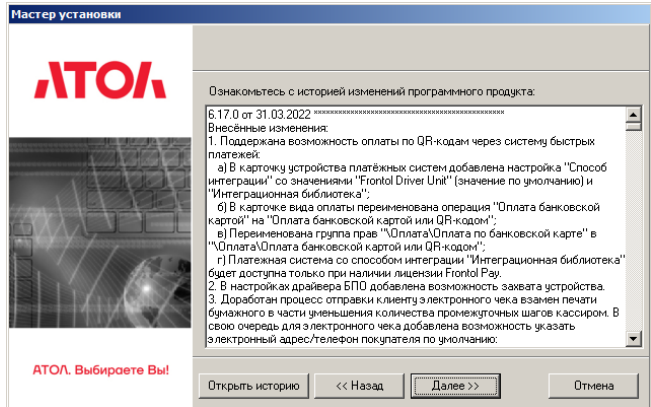 Мастер установки
АТОЛ
Ознакомьтесь с историей изменений программного продукта:
6.17.0 от 31.03.2022 ************************************************
Внесённые изменения:
1. Поддержана возможность оплаты по QR-кодам через систему быстрых
платежей:
а) В карточку устройства платёжных систем добавлена настройка "Способ
интеграции" со значениями "Frontol Driver Unit" (значение по умолчанию) и
"Интеграционная библиотека";
б) В карточке вида оплаты переименована операция "Оплата банковской
картой" на "Оплата банковской картой или QR-кодом";
в) Переименована группа прав "\Оплата\Оплата по банковской карте" в
"\Оплата\Оплата банковской картой или QR-кодом";
г) Платежная система со способом интеграции "Интеграционная библиотека"
будет доступна только при наличии лицензии Frontol Pay.
2. В настройках драйвера БПО добавлена возможность захвата устройства.
3. Доработан процесс отправки клиенту электронного чека взамен печати
бумажного в части уменьшения количества промежуточных шагов кассиром. В
свою очередь для электронного чека добавлена возможность указать
электронный адрес/телефон покупателя по умолчанию:
АТОЛ. Выбираете Вы!
Открыть историю
<< Назад
Далее >>
Отмена